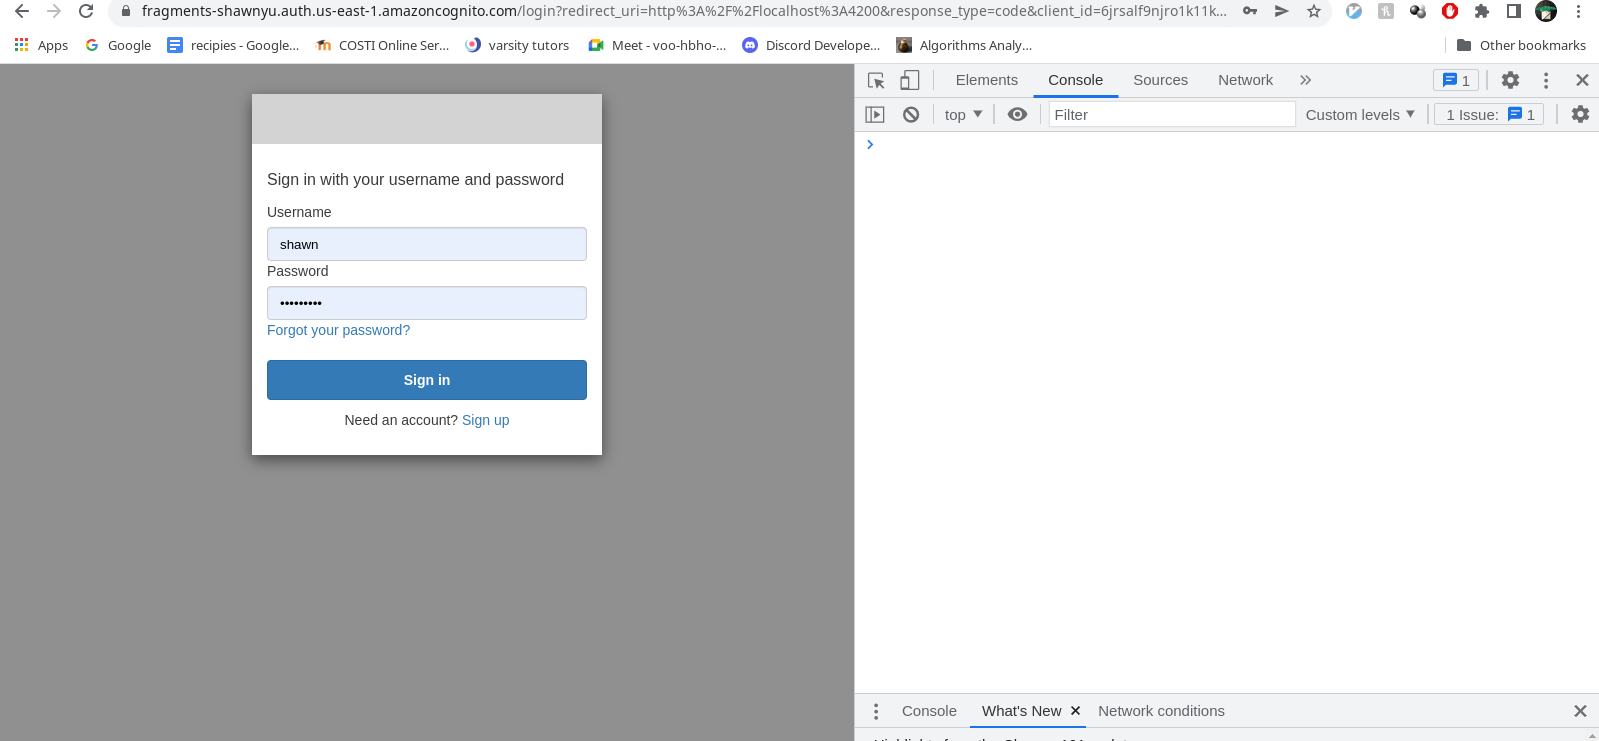 fragments-shawnyu.auth.us-east-1.amazoncognito.com/login?redirect_uri=http%3A%2F%2Flocalhost%3A4200&response_type=code&client_id=6jrsalf9njro1k11k...
Apps Google recipies - Google... COSTI Online Ser... varsity tutors Meet - voo-hbho-... Discord Develope... Algorithms Analy... Other bookmarks
Elements Console Sources Network 1
top Filter Custom levels 1 Issue: 1
Sign in with your username and password
Username
shawn
Password
•••••••••
Forgot your password?
Sign in
Need an account? Sign up
Console What's New Network conditions